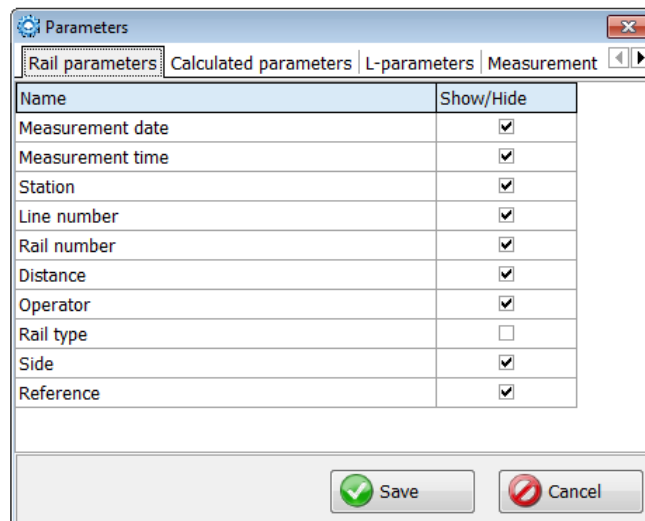 Parameters
Rail parameters Calculated parameters L-parameters Measurement
Name Show/Hide
Measurement date
Measurement time
Station
Line number
Rail number
Distance
Operator
Rail type
Side
Reference
Save Cancel